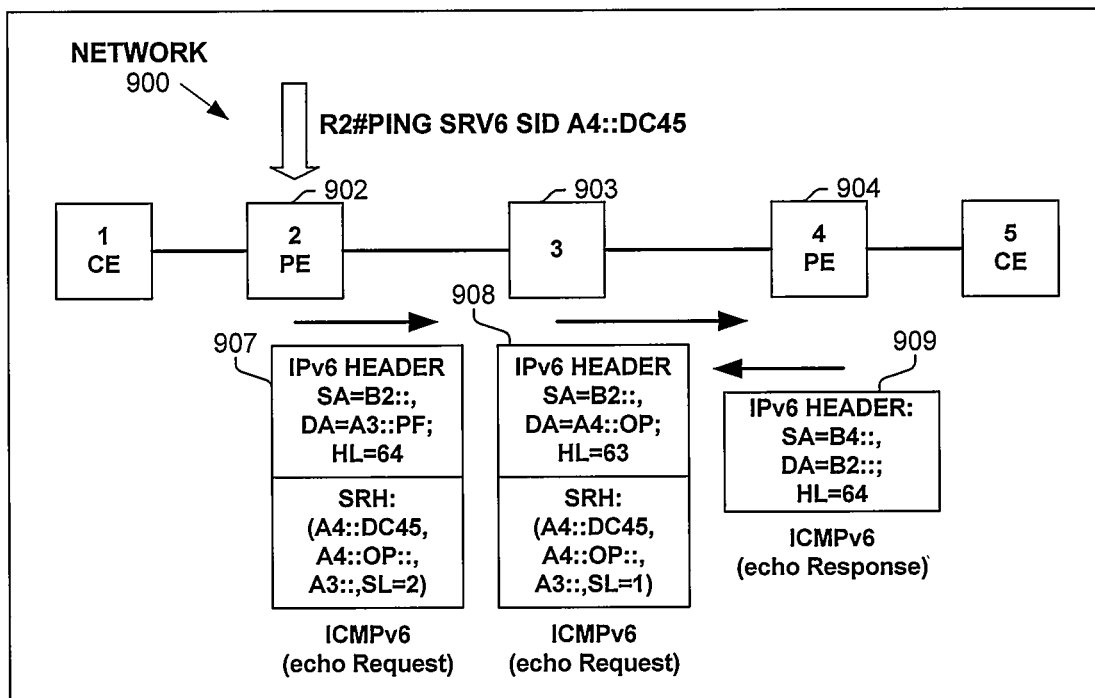 NETWORK
900
R2#PING SRV6 SID A4::DC45
902
903
904
1
CE
2
PE
3
4
PE
5
CE
907
IPv6 HEADER
SA=B2::,
DA=A3::PF;
HL=64
SRH:
(A4::DC45,
A4::OP::,
A3::,SL=2)
ICMPv6
(echo Request)
908
IPv6 HEADER
SA=B2::,
DA=A4::OP;
HL=63
SRH:
(A4::DC45,
A4::OP::,
A3::,SL=1)
ICMPv6
(echo Request)
909
IPv6 HEADER:
SA=B4::,
DA=B2::;
HL=64
ICMPv6
(echo Response)